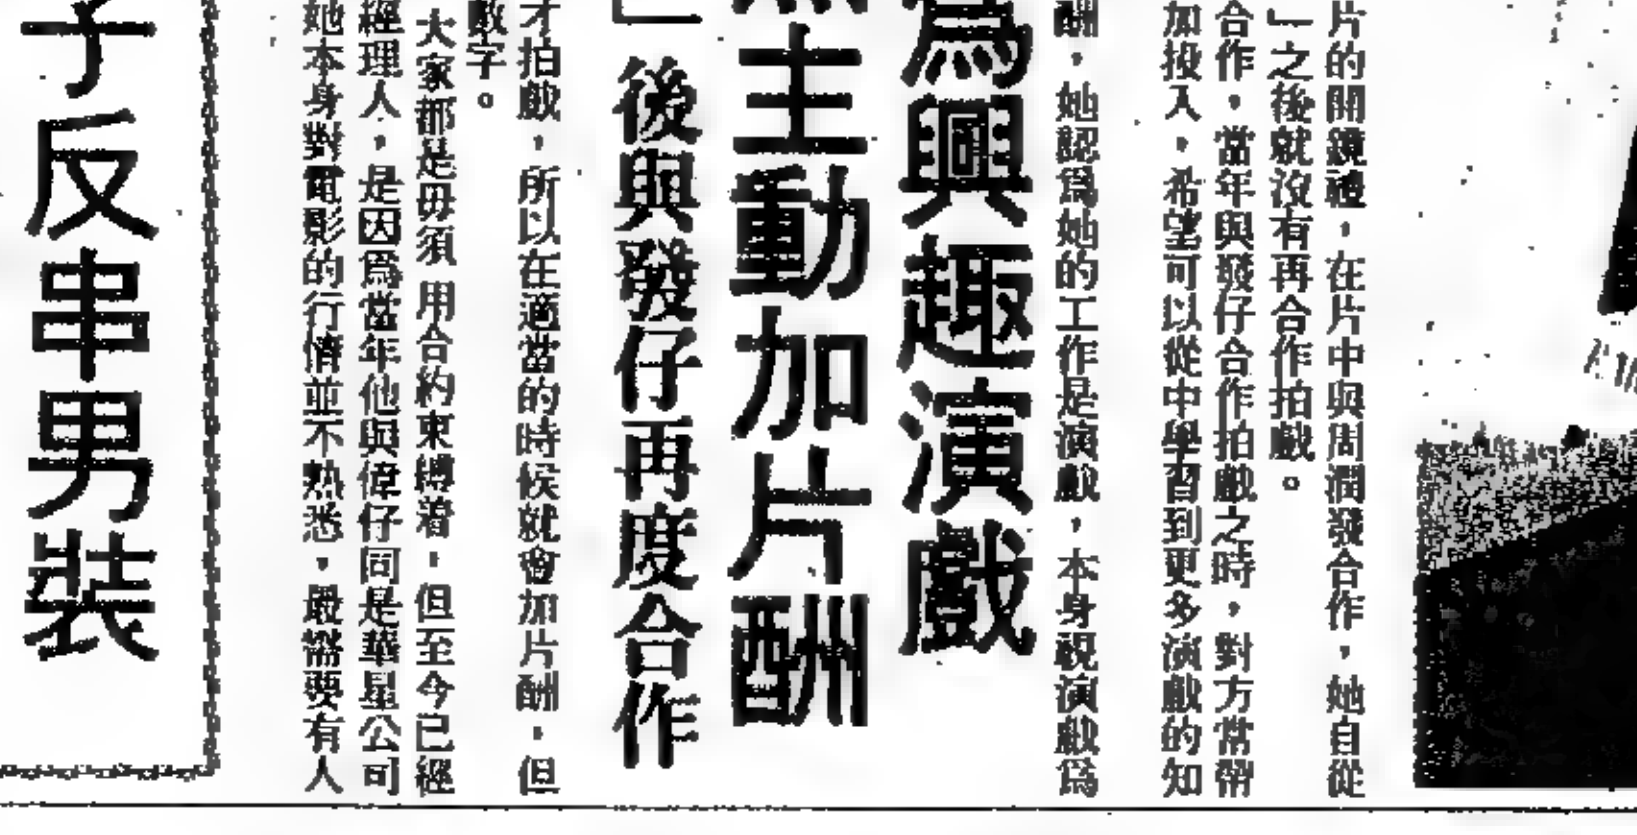 片的開鏡禮，在片中與周潤發合作，她自從
」之後就沒有再合作拍戲。
合作，當年與發仔合作拍戲之時，對方常帶
加投入，希望可以從中學習到更多演戲的知
酬，她認爲她的工作是演戲，本身視演戲爲
爲興趣演戲
主動加片酬
」後與發仔再度合作
才拍戲，所以在適當的時候就會加片酬，但
數字。
大家都是毋須用合約束縛着，但至今已經
經理人，是因爲當年他與偉仔同是華星公司
她本身對電影的行情並不熟悉，最需要有人
子反串男裝